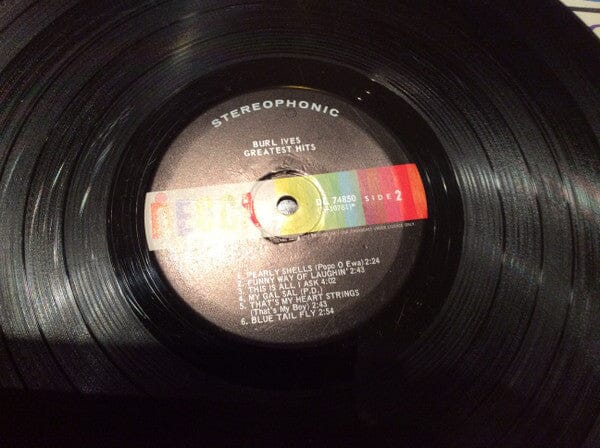 STEREOPHONIC
BURL IVES
GREATEST HITS
DECCA
DL 74850
SIDE 2
1. PEARLY SHELLS (Popo O Ewa) 2:24
2. FUNNY WAY OF LAUGHIN' 2:43
3. THIS IS ALL I ASK 4:02
4. MY GAL SAL (P.D.)
5. THAT'S MY HEART STRINGS
(That's My Boy) 2:43
6. BLUE TAIL FLY 2:54